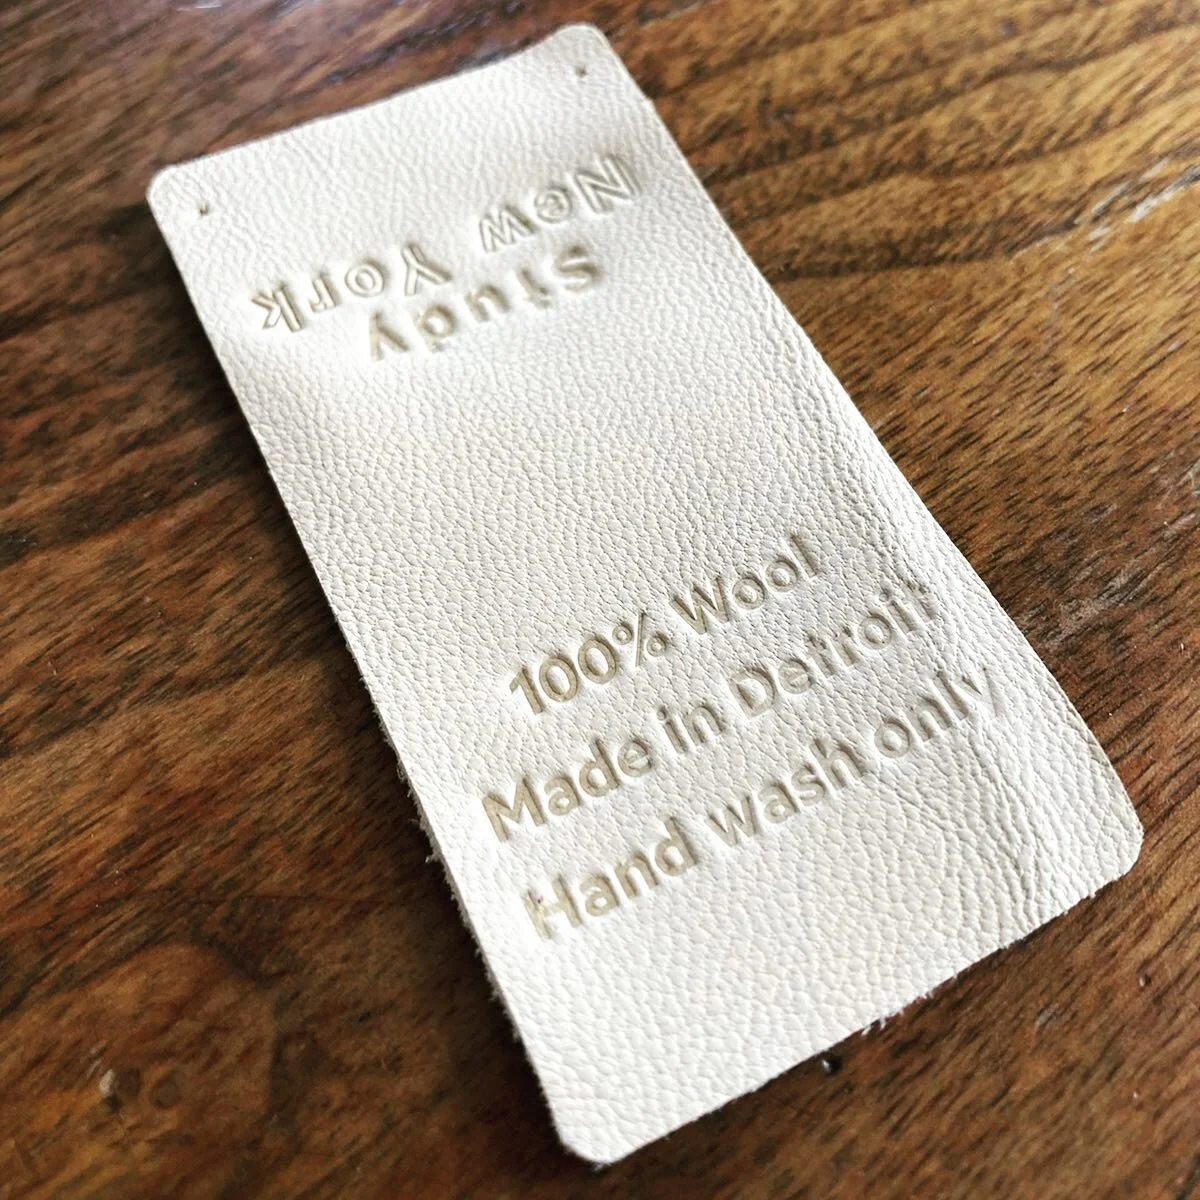 Study
New York
100% Wool
Made in Detroit
Hand wash only